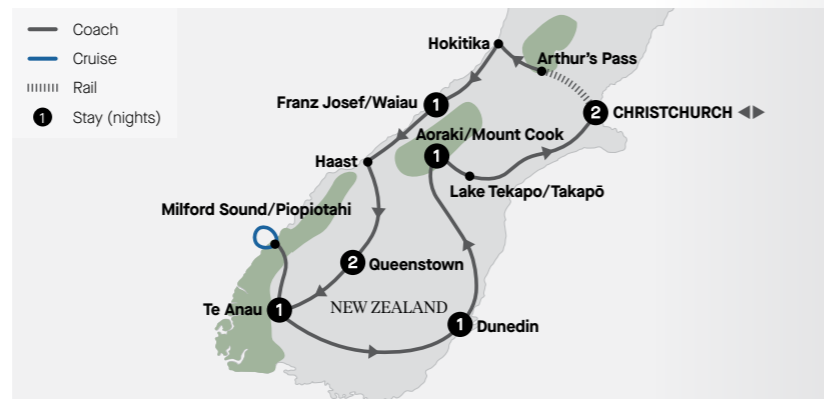 Coach
Cruise
Rail
1 Stay (nights)
Hokitika
Arthur's Pass
Franz Josef/Waiau 1
2 CHRISTCHURCH
Aoraki/Mount Cook
1
Haast
Lake Tekapo/Takapō
Milford Sound/Piopiotahi
2 Queenstown
Te Anau 1
NEW ZEALAND
1 Dunedin